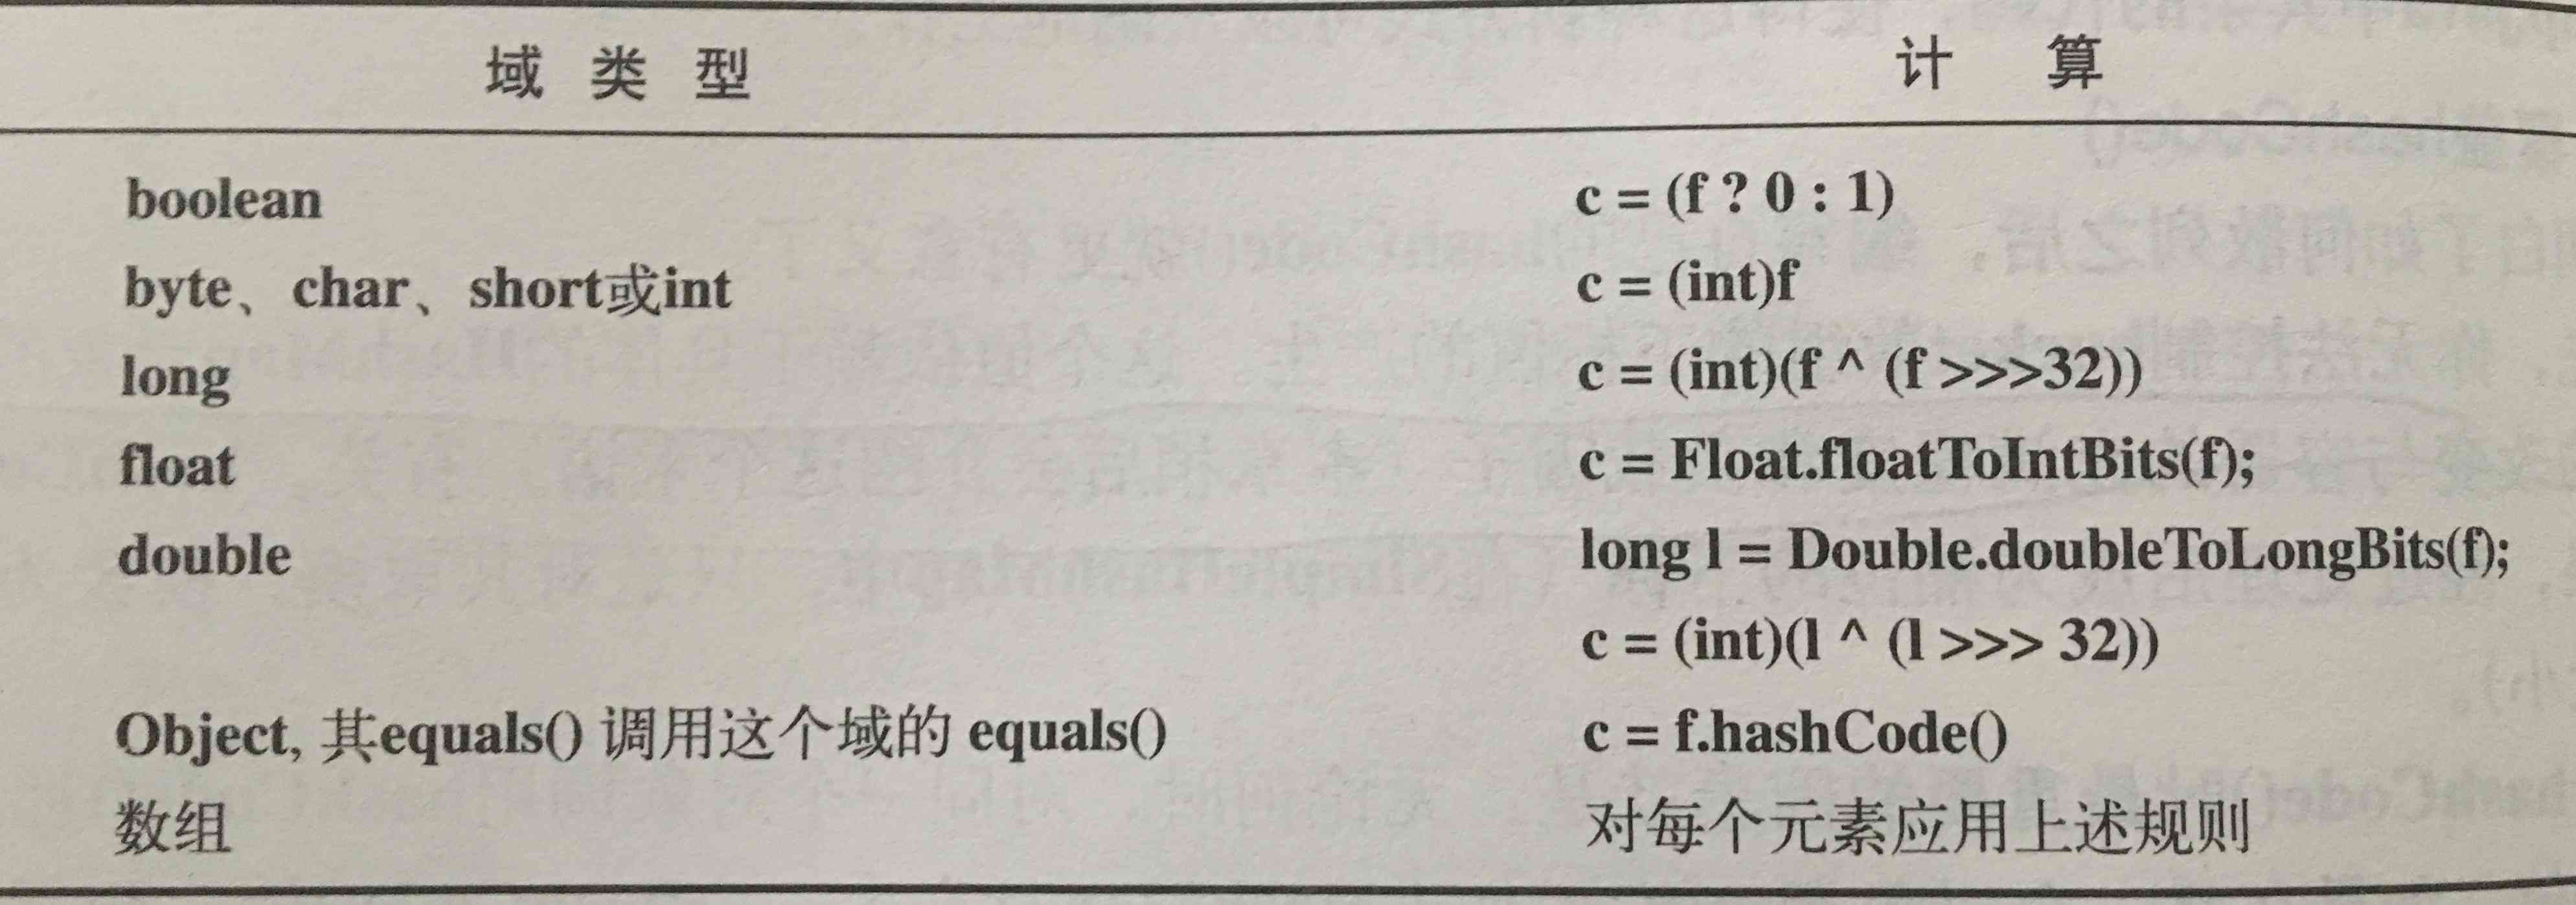 域 类 型 计 算
boolean c = (f ? 0 : 1)
byte、char、short或int c = (int)f
long c = (int)(f ^ (f >>>32))
float c = Float.floatToIntBits(f);
double long l = Double.doubleToLongBits(f);
c = (int)(l ^ (l >>> 32))
Object, 其equals() 调用这个域的 equals() c = f.hashCode()
数组 对每个元素应用上述规则